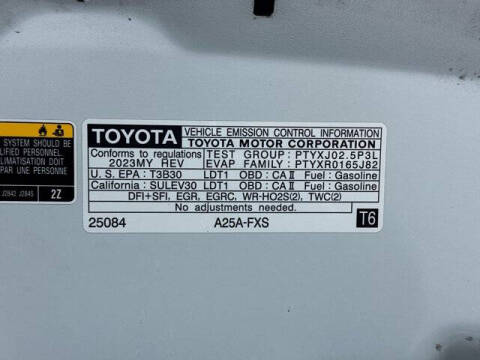 SYSTEM SHOULD BE
LIFIED PERSONNEL.
LIMATISATION DOIT
PAR UNE PERSONNE
J2842 J2845 2Z
TOYOTA VEHICLE EMISSION CONTROL INFORMATION
TOYOTA MOTOR CORPORATION
Conforms to regulations TEST GROUP : PTYXJ02.5P3L
2023MY REV EVAP FAMILY : PTYXR0165J82
U. S. EPA : T3B30 LDT1 OBD : CA II Fuel : Gasoline
California : SULEV30 LDT1 OBD : CA II Fuel : Gasoline
DFI+SFI, EGR, EGRC, WR-HO2S(2), TWC(2)
No adjustments needed.
25084 A25A-FXS T6